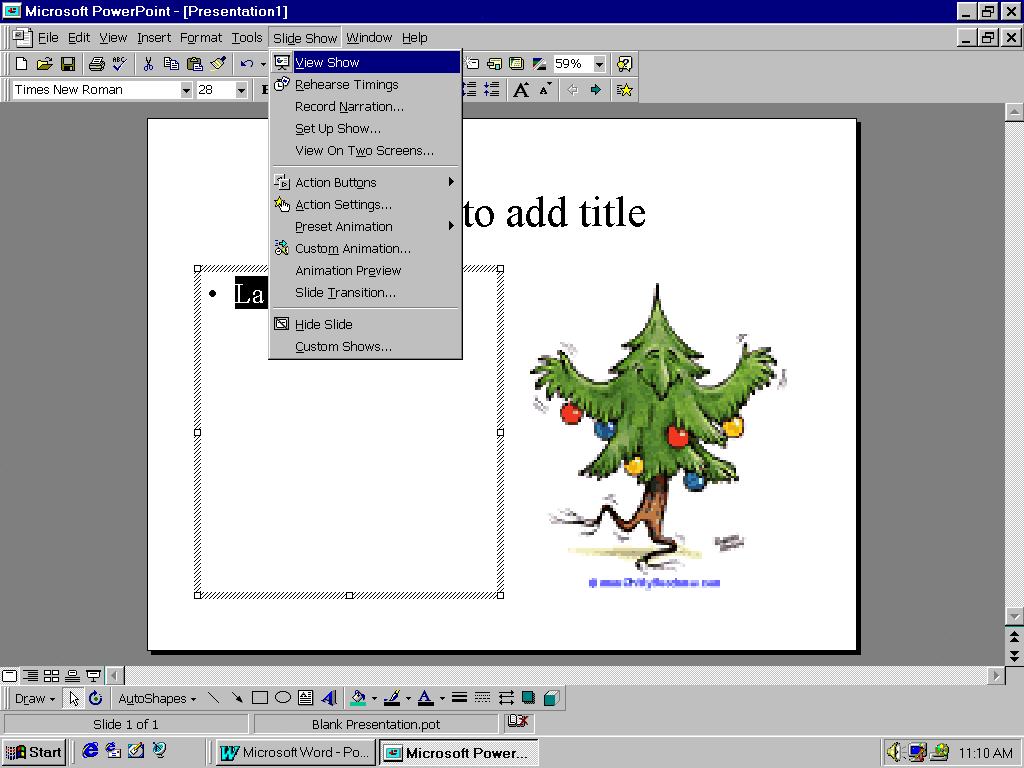 Microsoft PowerPoint - [Presentation1]
File Edit View Insert Format Tools Slide Show Window Help
ABC
59%
Times New Roman 28
A A
View Show
Rehearse Timings
Record Narration...
Set Up Show...
View On Two Screens...
Action Buttons
Action Settings...
Preset Animation
Custom Animation...
Animation Preview
Slide Transition...
Hide Slide
Custom Shows...
to add title
• La
Draw AutoShapes A A
Slide 1 of 1 Blank Presentation.pot
Start Microsoft Word - Po... Microsoft Power... 11:10 AM